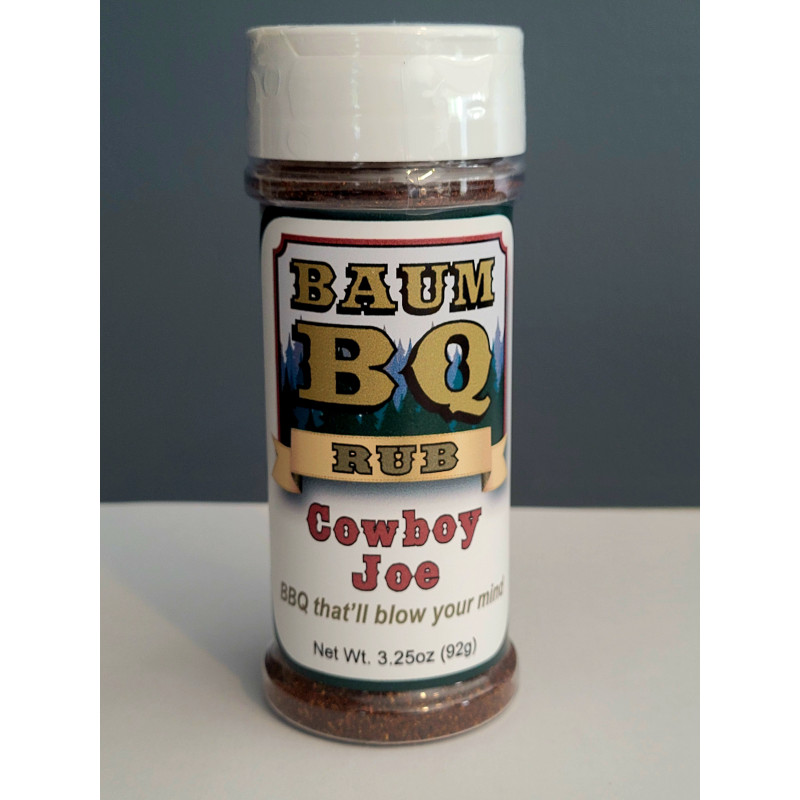 BAUM
BQ
RUB
Cowboy
Joe
BBQ that'll blow your mind
Net Wt. 3.25oz (92g)